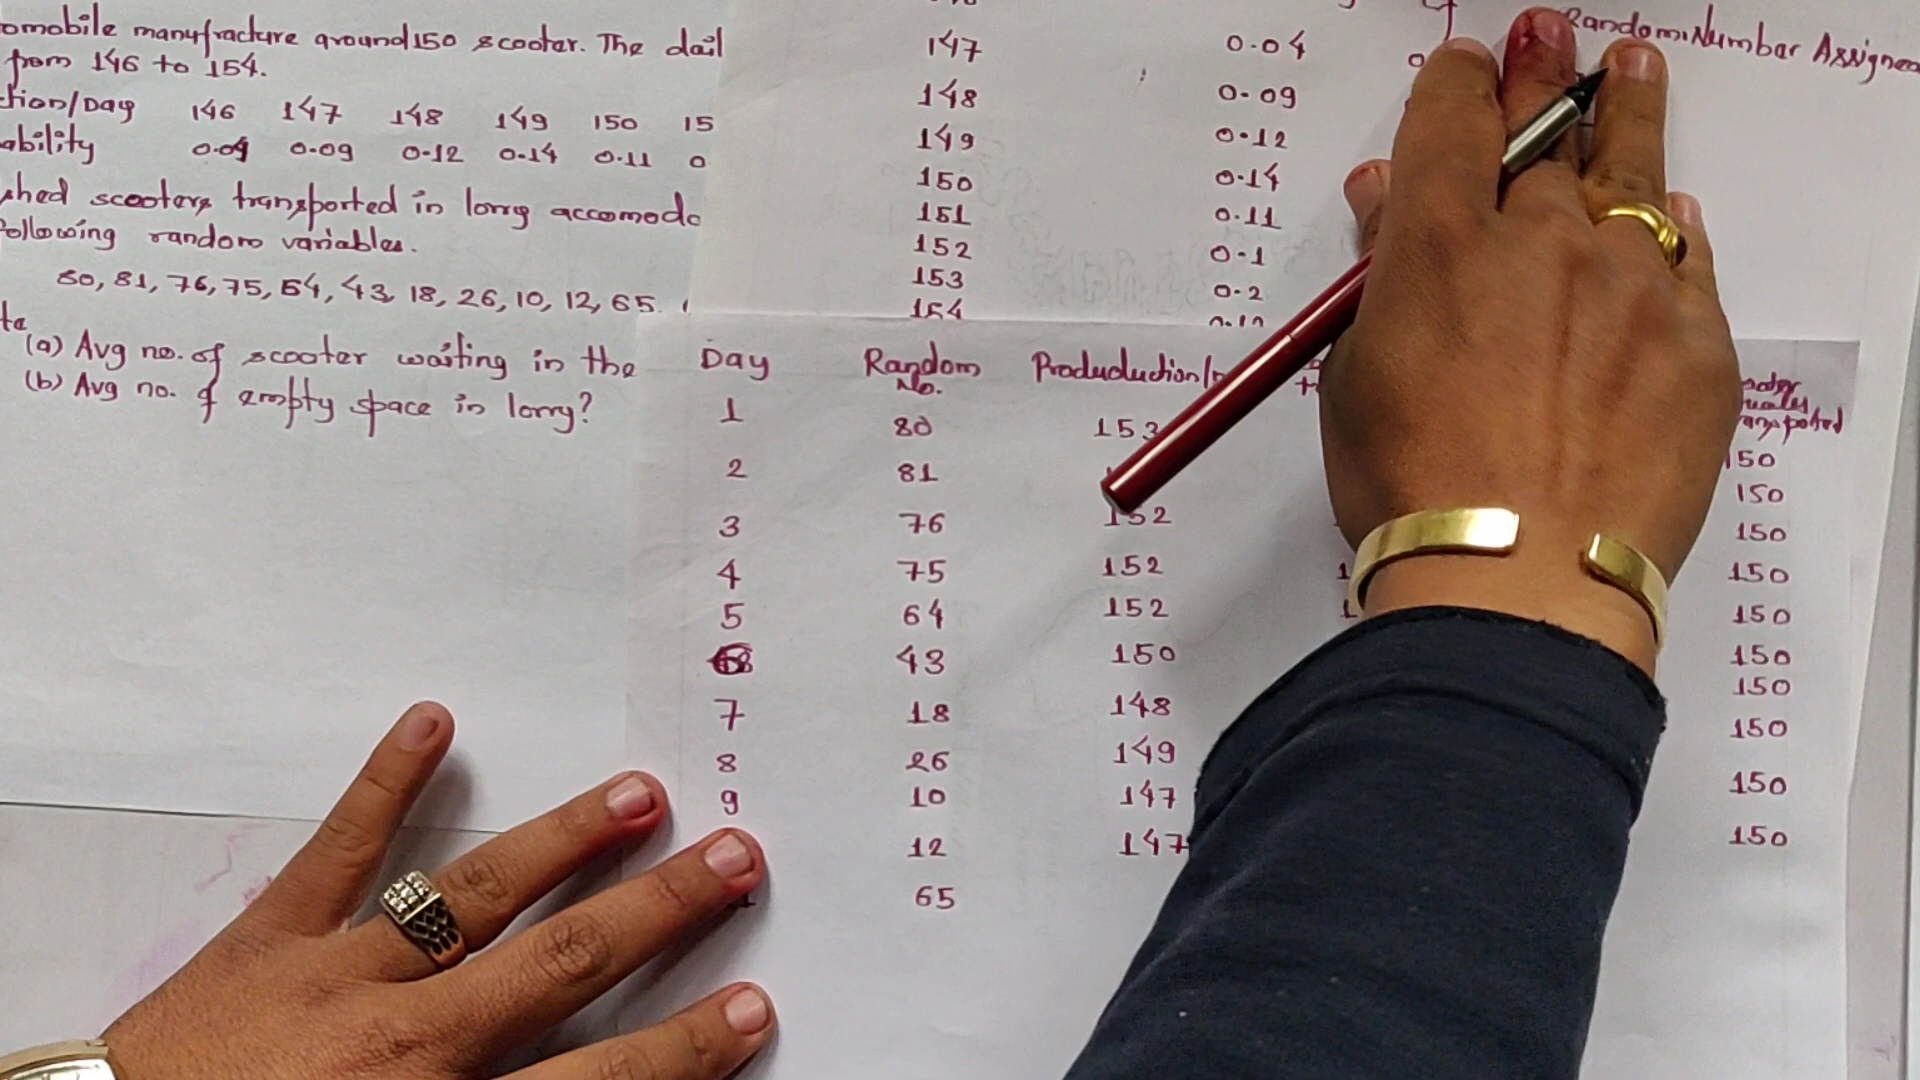 omobile manufracture around 150 scooter. The dail
from 146 to 154.
tion/Day 146 147 148 149 150 15
ability 0.04 0.09 0.12 0.14 0.11 0
shed scooters transported in lorry accomoda
following random variables.
80, 81, 76, 75, 64, 43, 18, 26, 10, 12, 65.
(a) Avg no. of scooter waiting in the
(b) Avg no. of empty space in lorry?
Random Numbar Assigned
147 0.04
148 0.09
149 0.12
150 0.14
151 0.11
152 0.1
153 0.2
154
Day Random No. Produduction/
transported
1 80 153 150
2 81 150
3 76 152 150
4 75 152 150
5 64 152 150
43 150 150
7 18 148 150
8 26 149 150
9 10 147 150
12 147 150
65